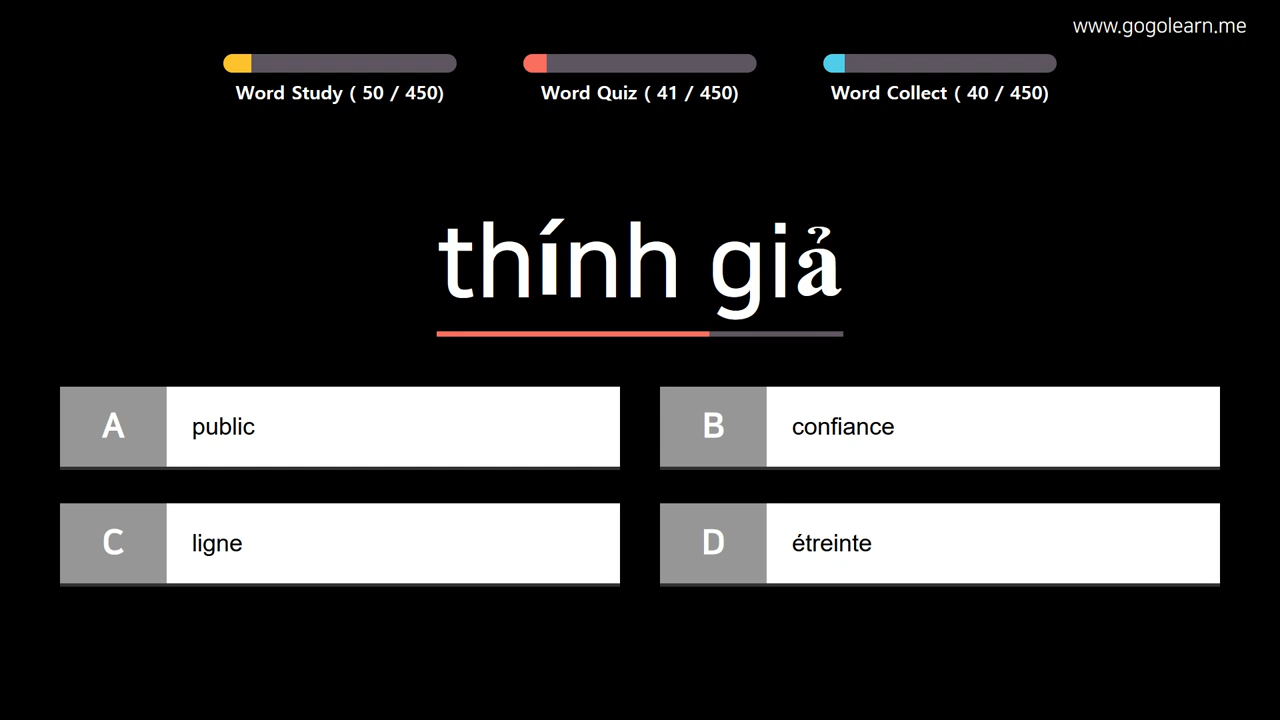 www.gogolearn.me
Word Study ( 50 / 450)
Word Quiz ( 41 / 450)
Word Collect ( 40 / 450)
thính giả
A public
B confiance
C ligne
D étreinte